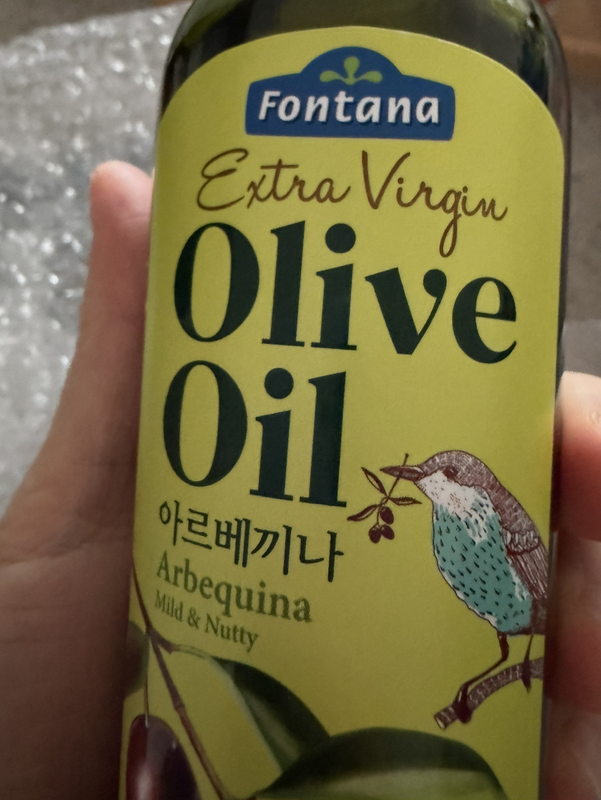 Fontana
Extra Virgin
Olive
Oil
아르베끼나
Arbequina
Mild & Nutty